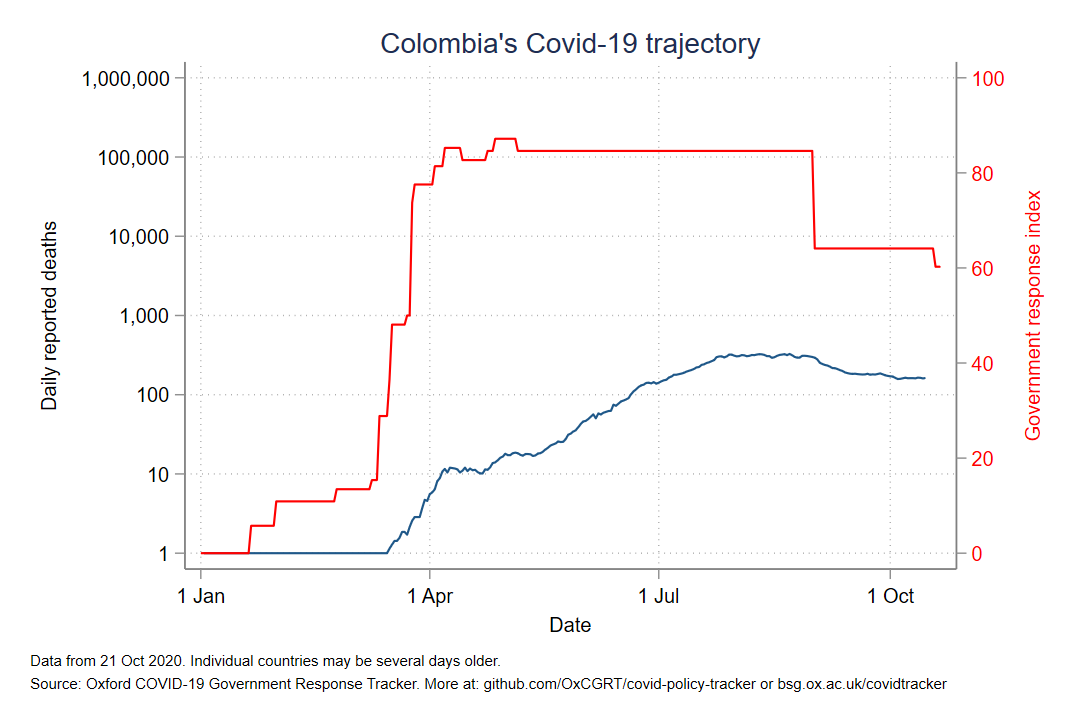 Colombia's Covid-19 trajectory
1,000,000
100,000
10,000
1,000
100
10
1
Daily reported deaths
100
80
60
40
20
0
Government response index
1 Jan
1 Apr
1 Jul
1 Oct
Date
Data from 21 Oct 2020. Individual countries may be several days older.
Source: Oxford COVID-19 Government Response Tracker. More at: github.com/OxCGRT/covid-policy-tracker or bsg.ox.ac.uk/covidtracker